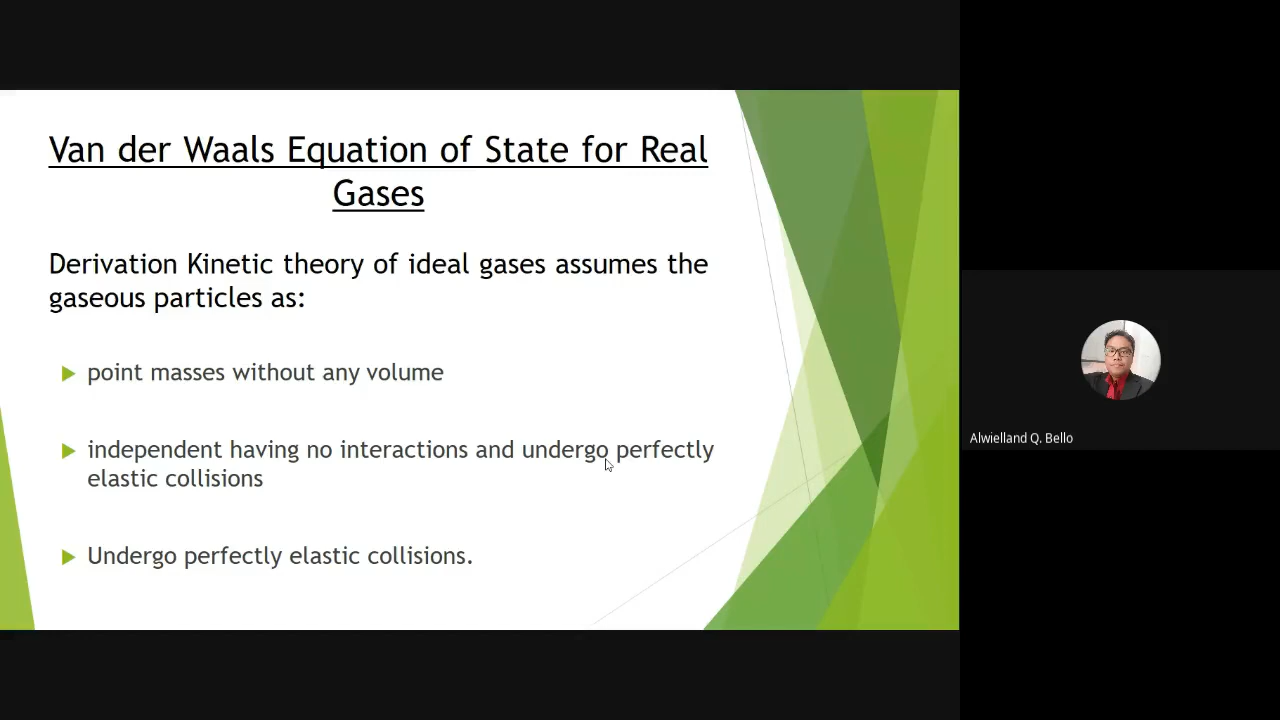 Van der Waals Equation of State for Real
Gases
Derivation Kinetic theory of ideal gases assumes the
gaseous particles as:
point masses without any volume
independent having no interactions and undergo perfectly
elastic collisions
Undergo perfectly elastic collisions.
Alwielland Q. Bello